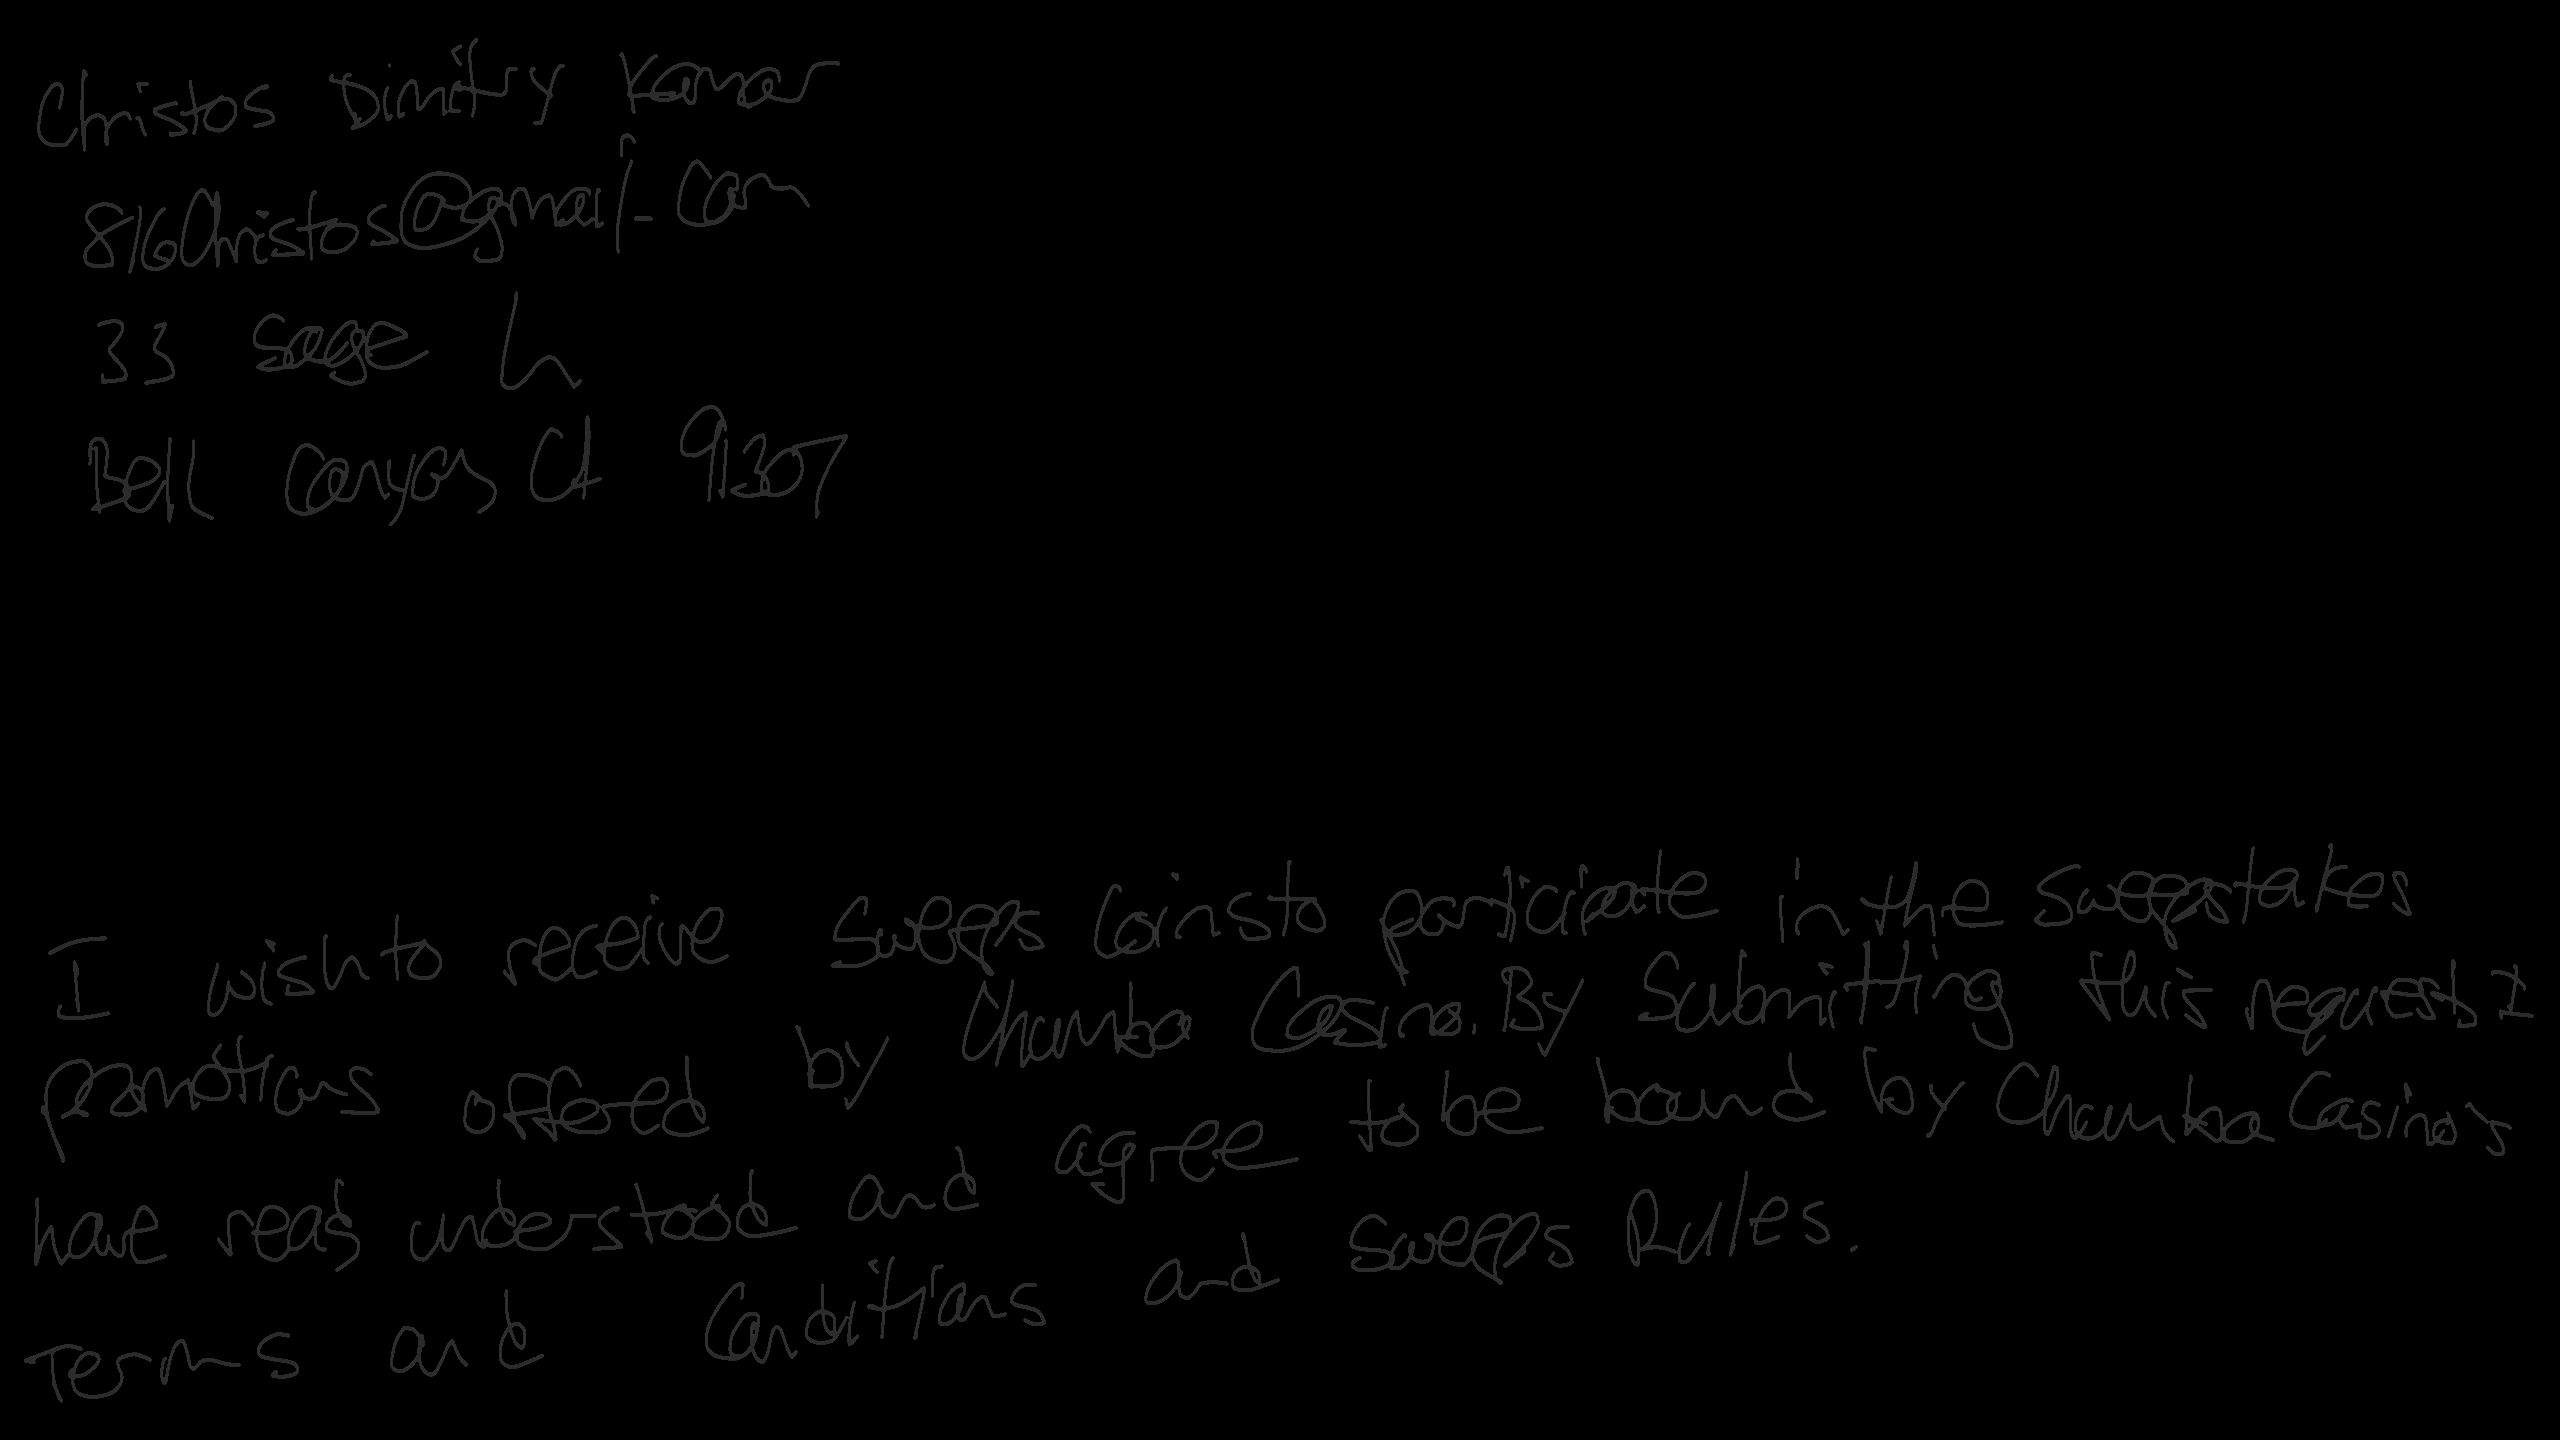 Christos Dimitry Kamar
816Christos@gmail.com
33 Sage Ln
Bell Canyon CA 91307
I wish to receive Sweeps Coins to participate in the sweepstakes
promotions offered by Chumba Casino. By Submitting this request I
have read, understood and agree to be bound by Chumba Casino's
Terms and Conditions and Sweeps Rules.